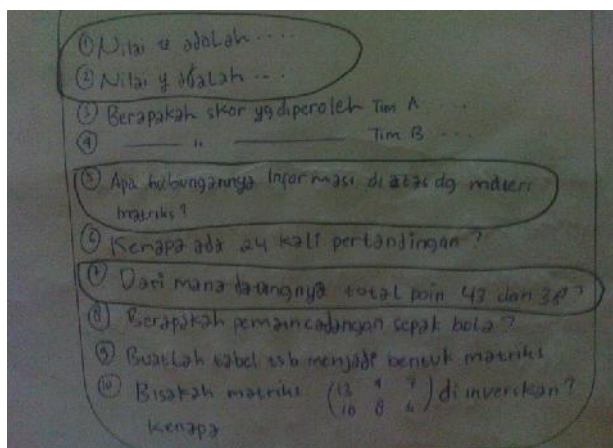 ① Nilai x adalah ....
② Nilai y adalah ...
③ Berapakah skor yg diperoleh Tim A ...
④ —— " —— Tim B ...
⑤ Apa hubungannya Informasi di atas dg materi
matriks?
⑥ Kenapa ada 24 kali pertandingan?
⑦ Dari mana datangnya total poin 43 dan 38?
⑧ Berapakah pemain cadangan sepak bola?
⑨ Buatlah tabel tsb menjadi bentuk matriks
⑩ Bisakah matriks (13 4 7
10 8 6) di inverskan?
Kenapa